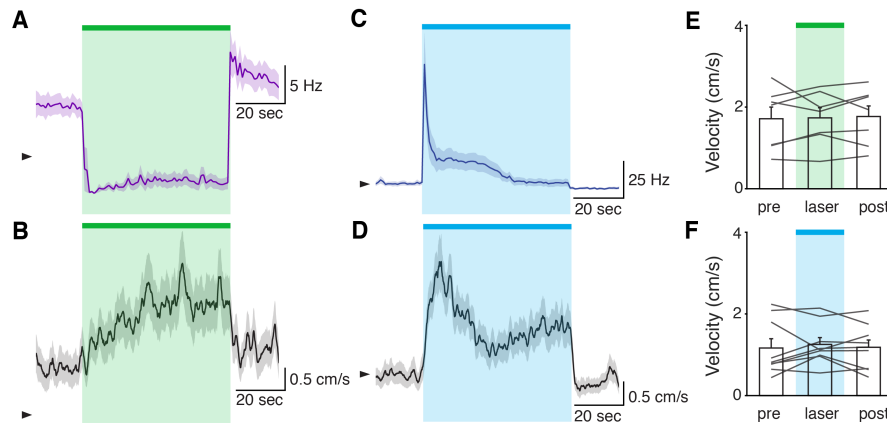 A
5 Hz
20 sec
B
0.5 cm/s
20 sec
C
25 Hz
20 sec
D
0.5 cm/s
20 sec
E
Velocity (cm/s)
4
2
0
pre laser post
F
Velocity (cm/s)
4
2
0
pre laser post